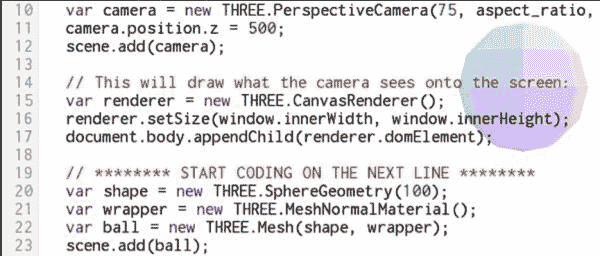 10 var camera = new THREE.PerspectiveCamera(75, aspect_ratio,
11 camera.position.z = 500;
12 scene.add(camera);
13
14 // This will draw what the camera sees onto the screen:
15 var renderer = new THREE.CanvasRenderer();
16 renderer.setSize(window.innerWidth, window.innerHeight);
17 document.body.appendChild(renderer.domElement);
18
19 // ******** START CODING ON THE NEXT LINE ********
20 var shape = new THREE.SphereGeometry(100);
21 var wrapper = new THREE.MeshNormalMaterial();
22 var ball = new THREE.Mesh(shape, wrapper);
23 scene.add(ball);